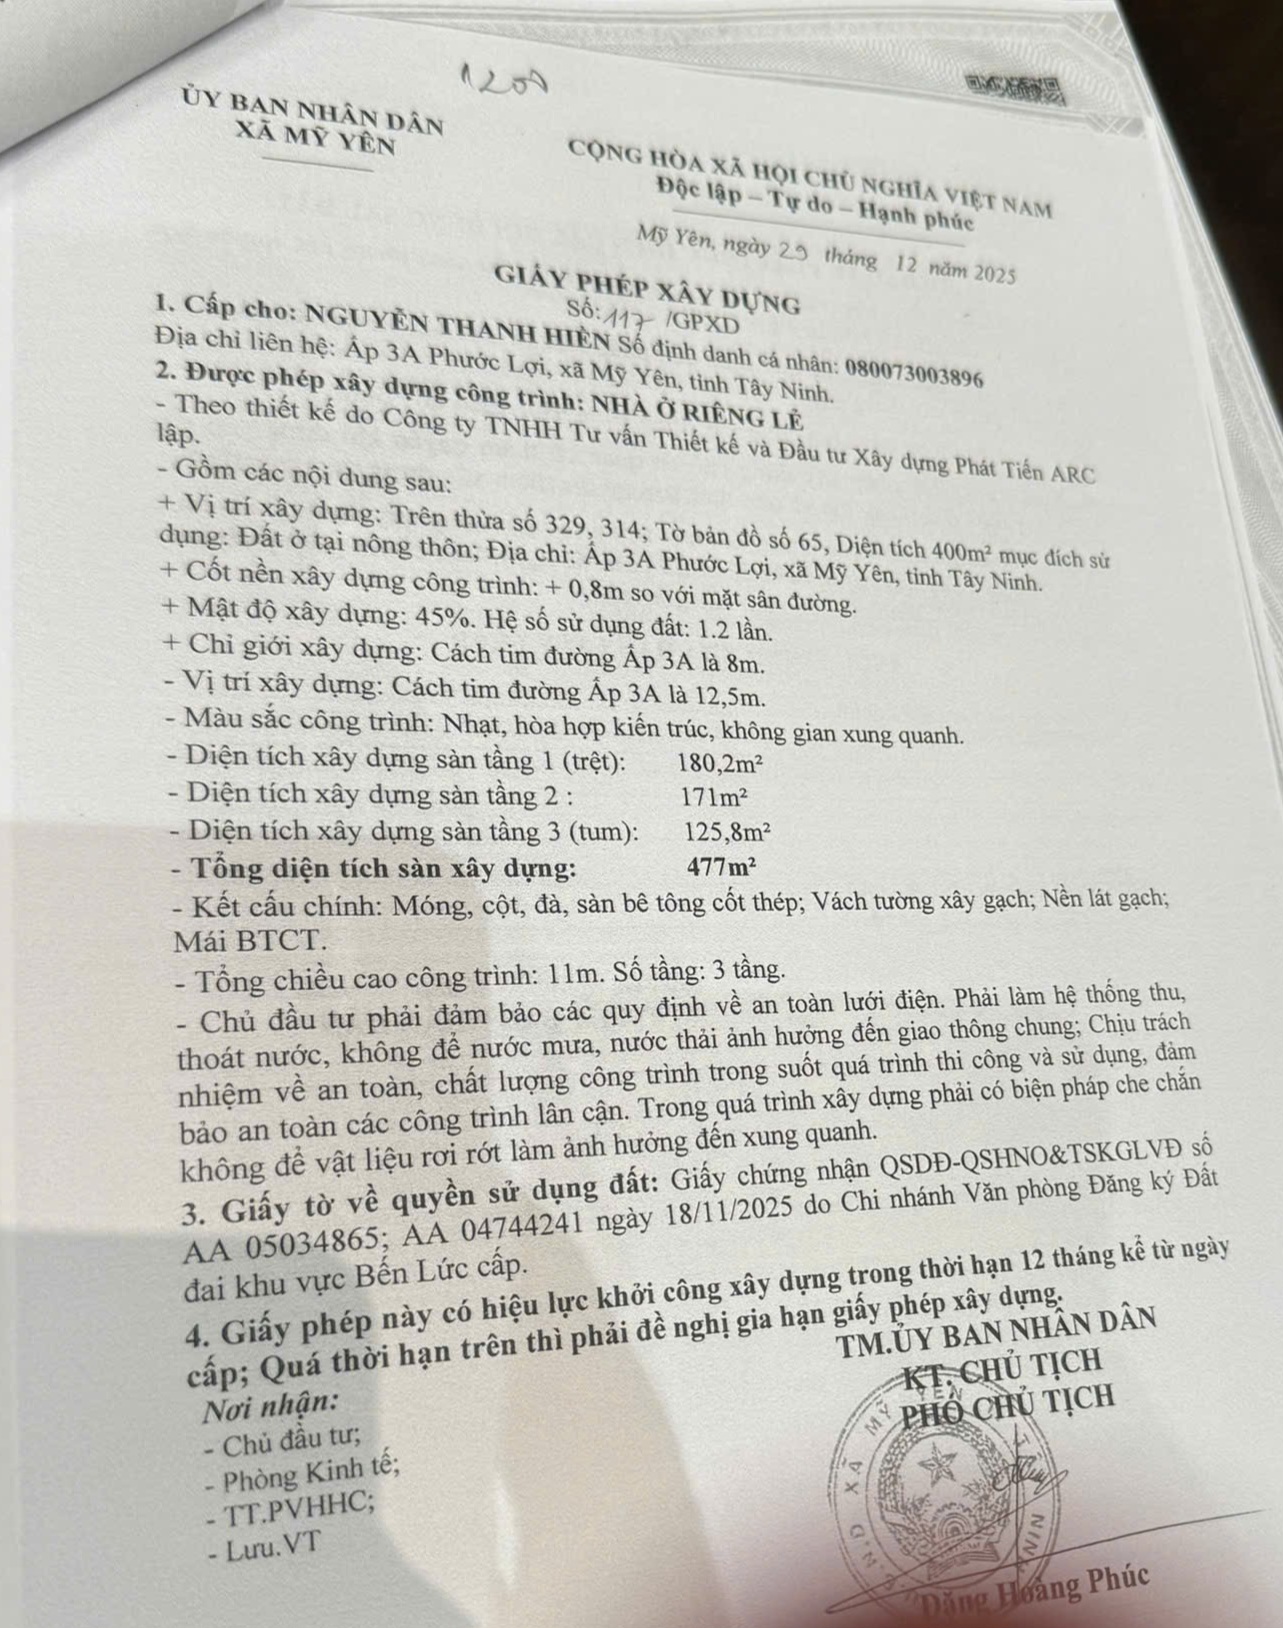 1200
ỦY BAN NHÂN DÂN
XÃ MỸ YÊN
CỘNG HÒA XÃ HỘI CHỦ NGHĨA VIỆT NAM
Độc lập – Tự do – Hạnh phúc
Mỹ Yên, ngày 29 tháng 12 năm 2025
GIẤY PHÉP XÂY DỰNG
Số: 117 /GPXD
1. Cấp cho: NGUYỄN THANH HIỀN Số định danh cá nhân: 080073003896
Địa chỉ liên hệ: Ấp 3A Phước Lợi, xã Mỹ Yên, tỉnh Tây Ninh.
2. Được phép xây dựng công trình: NHÀ Ở RIÊNG LẺ
- Theo thiết kế do Công ty TNHH Tư vấn Thiết kế và Đầu tư Xây dựng Phát Tiến ARC
lập.
- Gồm các nội dung sau:
+ Vị trí xây dựng: Trên thửa số 329, 314; Tờ bản đồ số 65, Diện tích 400m² mục đích sử
dụng: Đất ở tại nông thôn; Địa chỉ: Ấp 3A Phước Lợi, xã Mỹ Yên, tỉnh Tây Ninh.
+ Cốt nền xây dựng công trình: + 0,8m so với mặt sân đường.
+ Mật độ xây dựng: 45%. Hệ số sử dụng đất: 1.2 lần.
+ Chỉ giới xây dựng: Cách tim đường Ấp 3A là 8m.
- Vị trí xây dựng: Cách tim đường Ấp 3A là 12,5m.
- Màu sắc công trình: Nhạt, hòa hợp kiến trúc, không gian xung quanh.
- Diện tích xây dựng sàn tầng 1 (trệt): 180,2m²
- Diện tích xây dựng sàn tầng 2 : 171m²
- Diện tích xây dựng sàn tầng 3 (tum): 125,8m²
- Tổng diện tích sàn xây dựng: 477m²
- Kết cấu chính: Móng, cột, đà, sàn bê tông cốt thép; Vách tường xây gạch; Nền lát gạch;
Mái BTCT.
- Tổng chiều cao công trình: 11m. Số tầng: 3 tầng.
- Chủ đầu tư phải đảm bảo các quy định về an toàn lưới điện. Phải làm hệ thống thu,
thoát nước, không để nước mưa, nước thải ảnh hưởng đến giao thông chung; Chịu trách
nhiệm về an toàn, chất lượng công trình trong suốt quá trình thi công và sử dụng, đảm
bảo an toàn các công trình lân cận. Trong quá trình xây dựng phải có biện pháp che chắn
không để vật liệu rơi rớt làm ảnh hưởng đến xung quanh.
3. Giấy tờ về quyền sử dụng đất: Giấy chứng nhận QSDĐ-QSHNO&TSKGLVĐ số
AA 05034865; AA 04744241 ngày 18/11/2025 do Chi nhánh Văn phòng Đăng ký Đất
đai khu vực Bến Lức cấp.
4. Giấy phép này có hiệu lực khởi công xây dựng trong thời hạn 12 tháng kể từ ngày
cấp; Quá thời hạn trên thì phải đề nghị gia hạn giấy phép xây dựng.
TM.ỦY BAN NHÂN DÂN
KT. CHỦ TỊCH
PHÓ CHỦ TỊCH
Nơi nhận:
- Chủ đầu tư;
- Phòng Kinh tế;
- TT.PVHHC;
- Lưu.VT
U.B.N.D XÃ MỸ YÊN
NINH
Đặng Hoàng Phúc